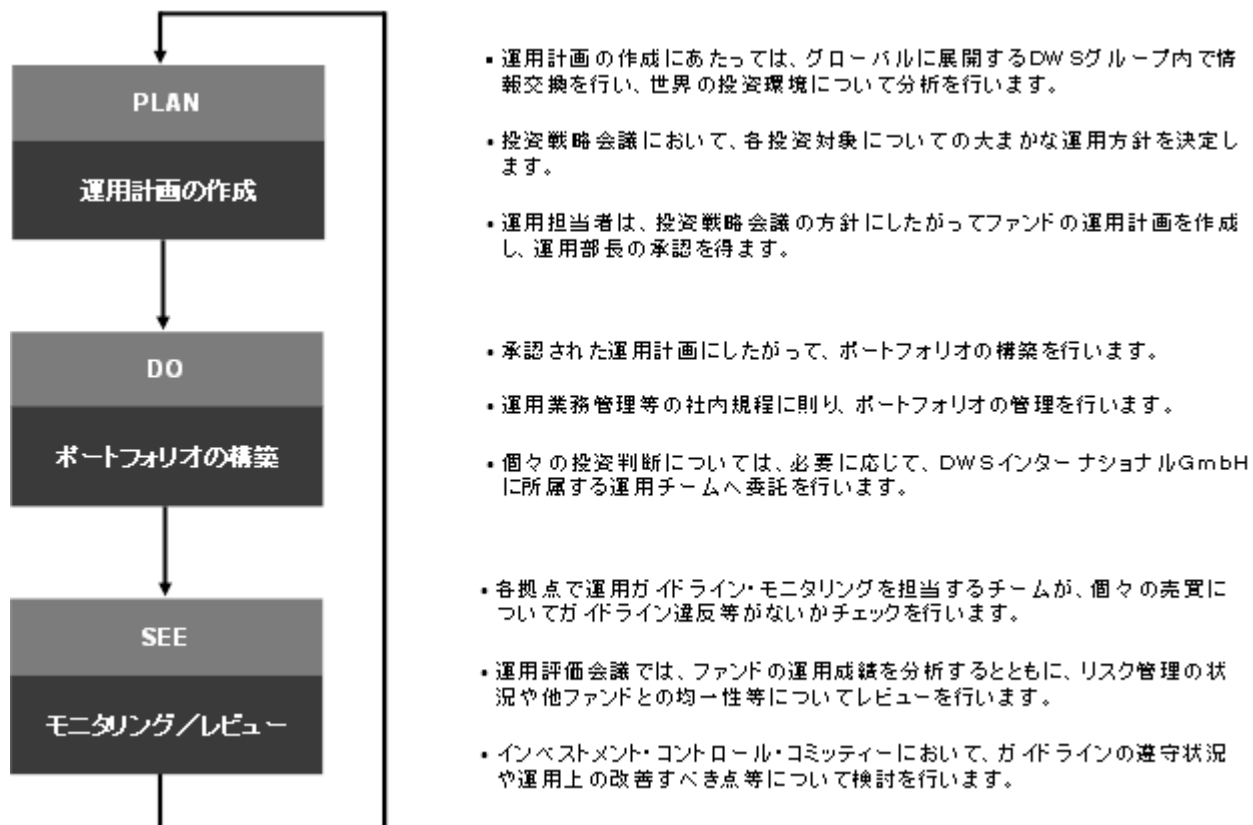 PLAN
運用計画の作成
・運用計画の作成にあたっては、グローバルに展開するDWSグループ内で情
報交換を行い、世界の投資環境について分析を行います。
・投資戦略会議において、各投資対象についての大まかな運用方針を決定し
ます。
・運用担当者は、投資戦略会議の方針にしたがってファンドの運用計画を作成
し、運用部長の承認を得ます。
DO
ポートフォリオの構築
・承認された運用計画にしたがって、ポートフォリオの構築を行います。
・運用業務管理等の社内規程に則り、ポートフォリオの管理を行います。
・個々の投資判断については、必要に応じて、DWSインターナショナルGmbH
に所属する運用チームへ委託を行います。
SEE
モニタリング／レビュー
・各拠点で運用ガイドライン・モニタリングを担当するチームが、個々の売買に
ついてガイドライン違反等がないかチェックを行います。
・運用評価会議では、ファンドの運用成績を分析するとともに、リスク管理の状
況や他ファンドとの均一性等についてレビューを行います。
・インベストメント・コントロール・コミッティーにおいて、ガイドラインの遵守状況
や運用上の改善すべき点等について検討を行います。